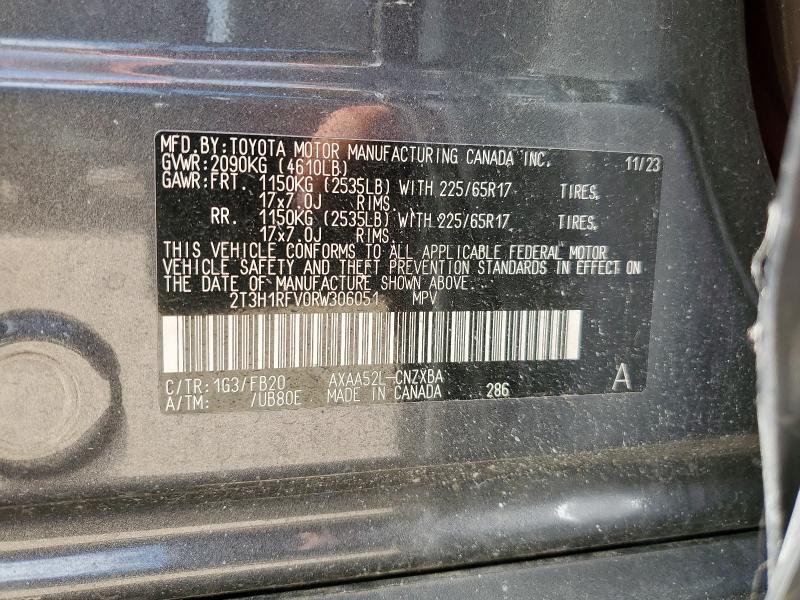 MFD.BY:TOYOTA MOTOR MANUFACTURING CANADA INC. 11/23
GVWR:2090KG (4610LB)
GAWR:FRT. 1150KG (2535LB) WITH 225/65R17 TIRES,
17x7.0J RIMS,
RR. 1150KG (2535LB) WITH 225/65R17 TIRES,
17x7.0J RIMS,
THIS VEHICLE CONFORMS TO ALL APPLICABLE FEDERAL MOTOR
VEHICLE SAFETY AND THEFT PREVENTION STANDARDS IN EFFECT ON
THE DATE OF MANUFACTURE SHOWN ABOVE.
2T3H1RFV0RW306051 MPV
C/TR:1G3/FB20 AXAA52L-CNZXBA
A/TM: /UB80E MADE IN CANADA 286 A